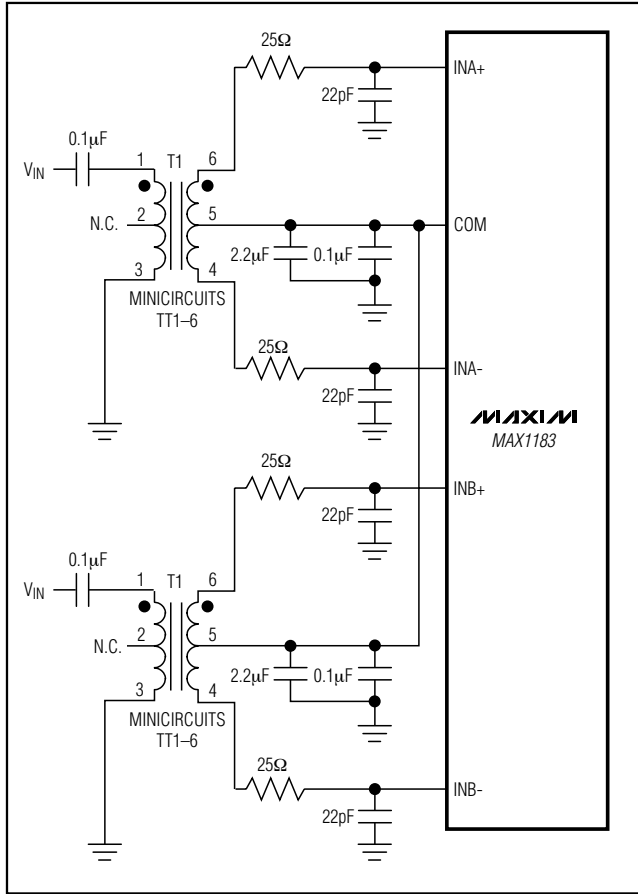 25Ω
INA+
22pF
0.1µF
1
T1
6
VIN
N.C.
2
5
COM
2.2µF
0.1µF
3
4
MINICIRCUITS
TT1–6
25Ω
INA-
22pF
MAXIM
MAX1183
25Ω
INB+
22pF
0.1µF
1
T1
6
VIN
N.C.
2
5
2.2µF
0.1µF
3
4
MINICIRCUITS
TT1–6
25Ω
INB-
22pF